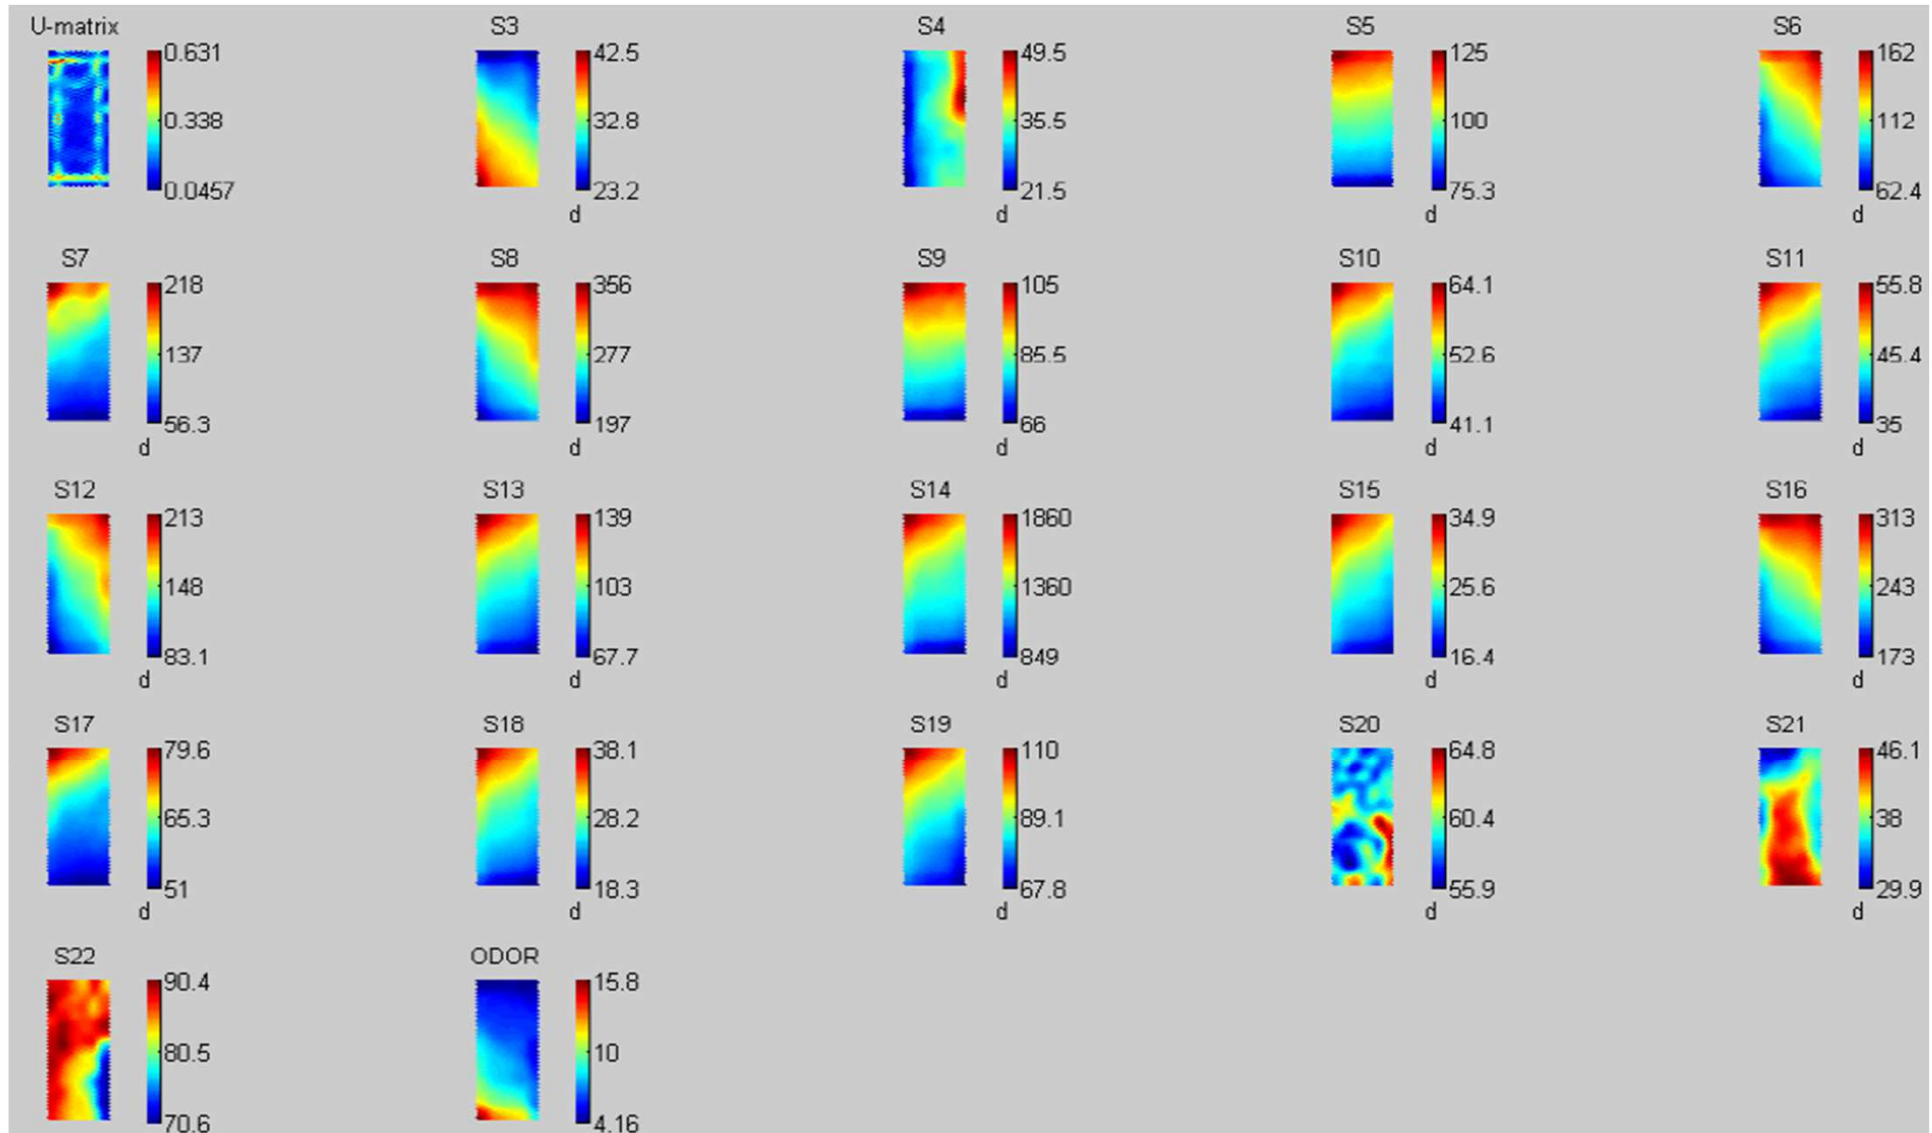 U-matrix S3 S4 S5 S6
0.631 42.5 49.5 125 162
0.338 32.8 35.5 100 112
0.0457 23.2 21.5 75.3 62.4
d d d d
S7 S8 S9 S10 S11
218 356 105 64.1 55.8
137 277 85.5 52.6 45.4
56.3 197 66 41.1 35
d d d d d
S12 S13 S14 S15 S16
213 139 1860 34.9 313
148 103 1360 25.6 243
83.1 67.7 849 16.4 173
d d d d d
S17 S18 S19 S20 S21
79.6 38.1 110 64.8 46.1
65.3 28.2 89.1 60.4 38
51 18.3 67.8 55.9 29.9
d d d d d
S22 ODOR
90.4 15.8
80.5 10
70.6 4.16